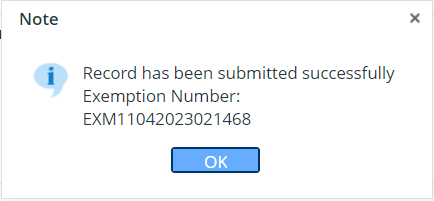 Note
Record has been submitted successfully
Exemption Number:
EXM11042023021468
OK